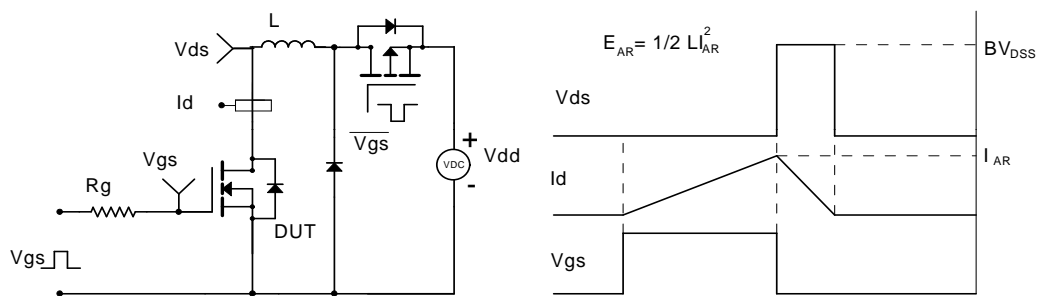 L
Vds
Id
Vgs
Vgs
Rg
DUT
Vgs
+
VDC
Vdd
-
E_AR = 1/2 LI_AR^2
BV_DSS
Vds
I_AR
Id
Vgs